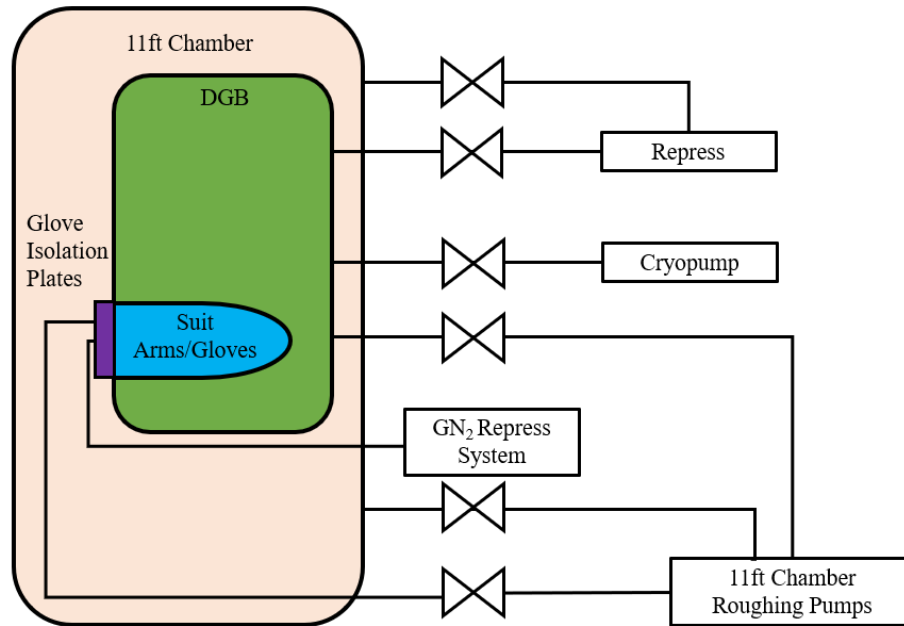 11ft Chamber
DGB
Repress
Glove
Isolation
Plates
Cryopump
Suit
Arms/Gloves
GN₂ Repress
System
11ft Chamber
Roughing Pumps